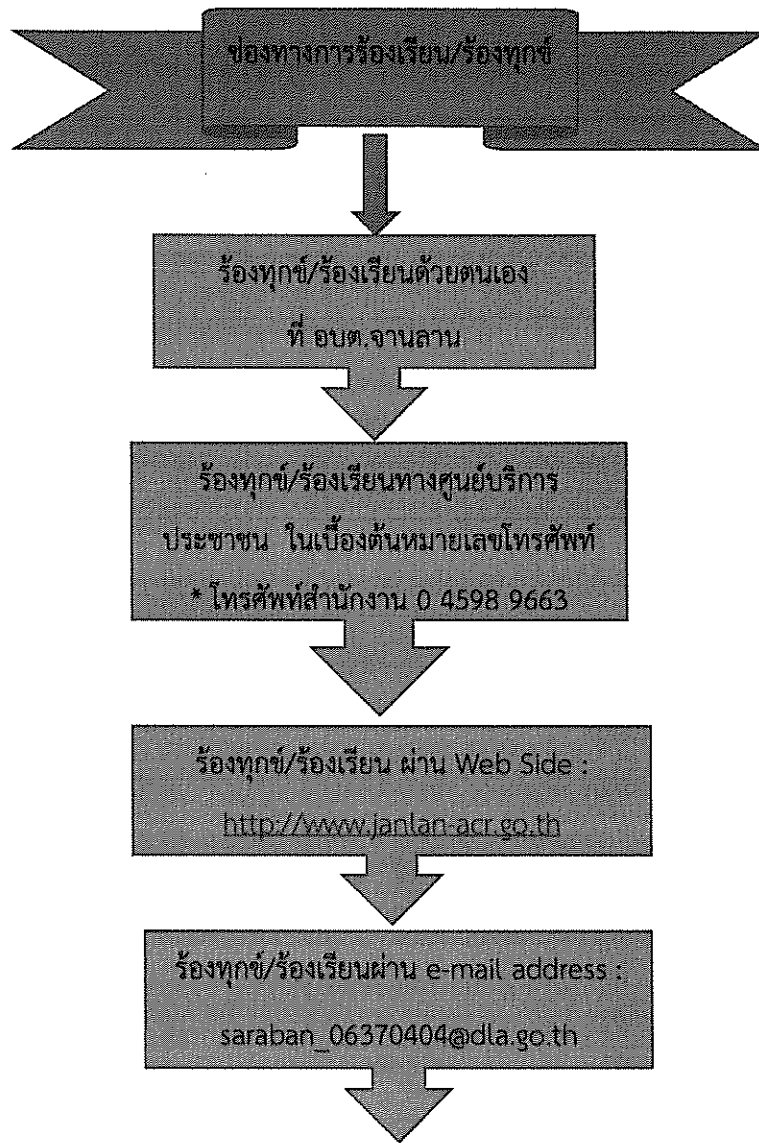 ช่องทางการร้องเรียน/ร้องทุกข์
ร้องทุกข์/ร้องเรียนด้วยตนเอง
ที่ อบต.จานลาน
ร้องทุกข์/ร้องเรียนทางศูนย์บริการ
ประชาชน ในเบื้องต้นหมายเลขโทรศัพท์
* โทรศัพท์สำนักงาน 0 4598 9663
ร้องทุกข์/ร้องเรียน ผ่าน Web Side :
http://www.janlan-acr.go.th
ร้องทุกข์/ร้องเรียนผ่าน e-mail address :
saraban_06370404@dla.go.th